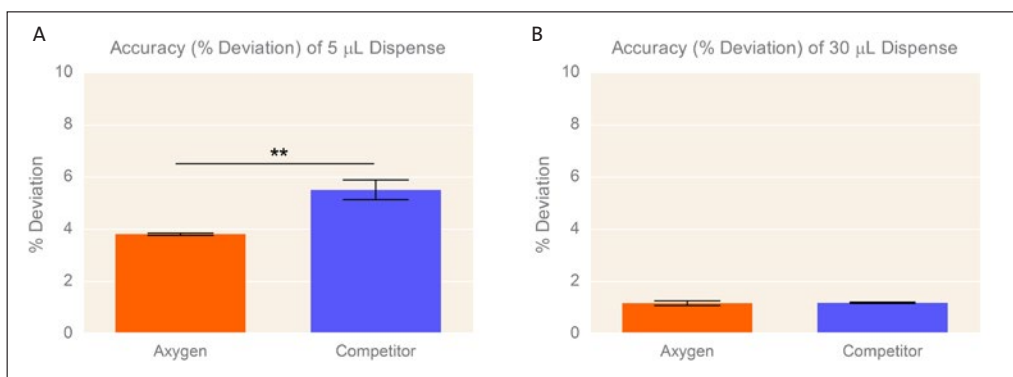 A
Accuracy (% Deviation) of 5 μL Dispense
10
8
6
4
2
0
% Deviation
**
Axygen
Competitor
B
Accuracy (% Deviation) of 30 μL Dispense
10
8
6
4
2
0
% Deviation
Axygen
Competitor